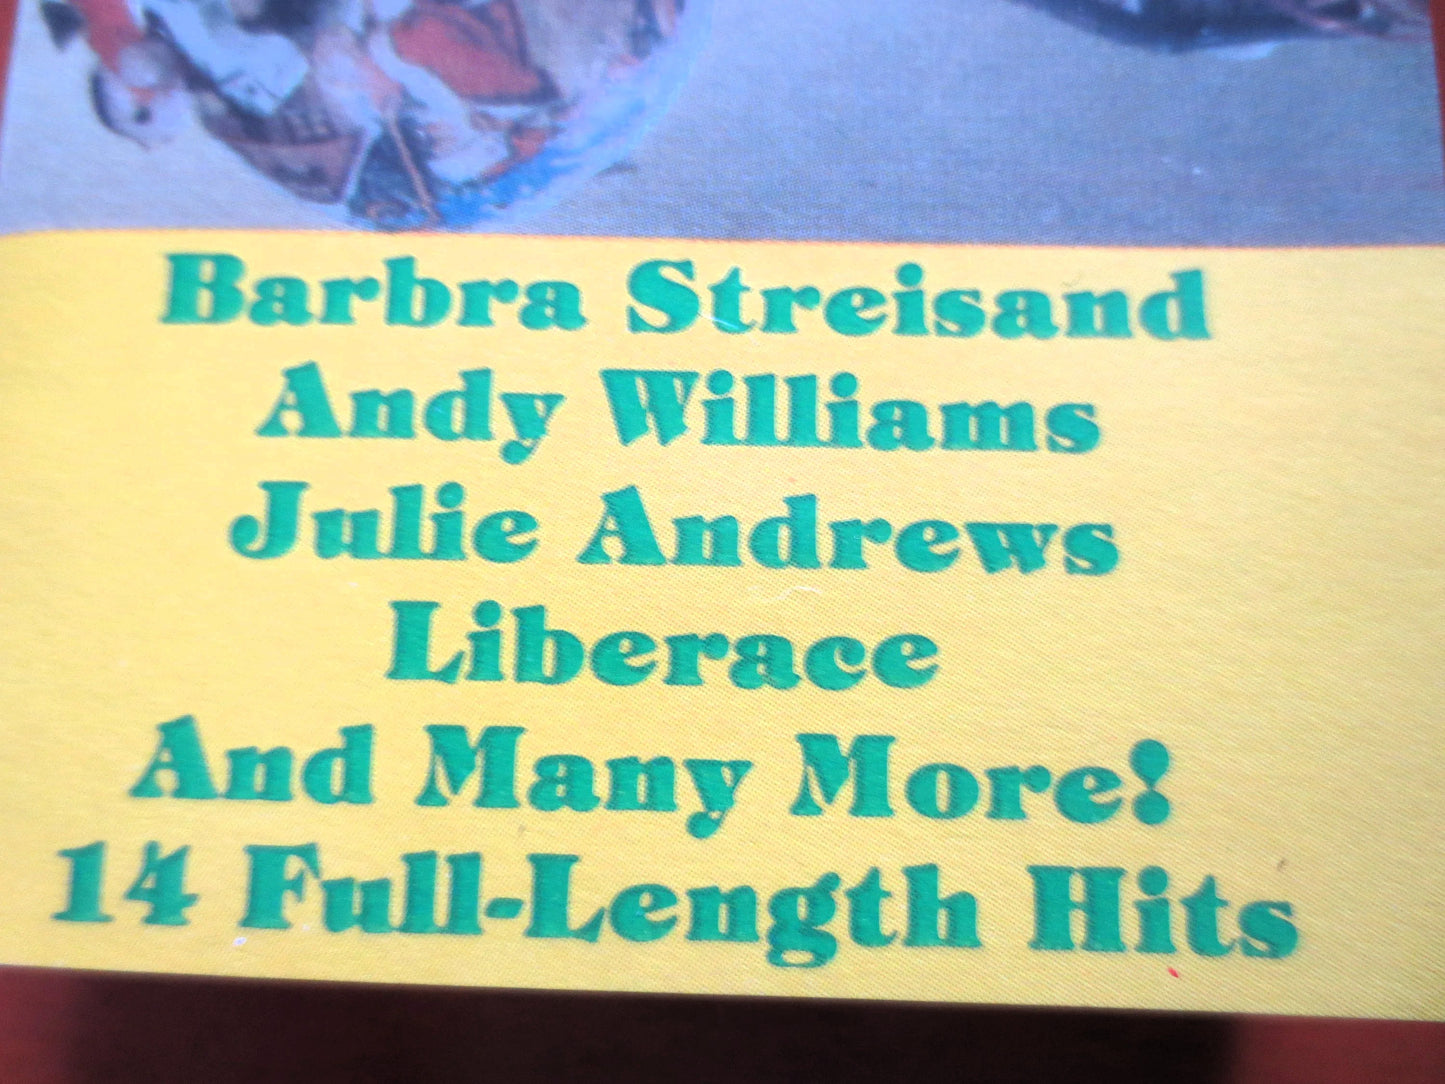 Barbra Streisand
Andy Williams
Julie Andrews
Liberace
And Many More!
14 Full-Length Hits